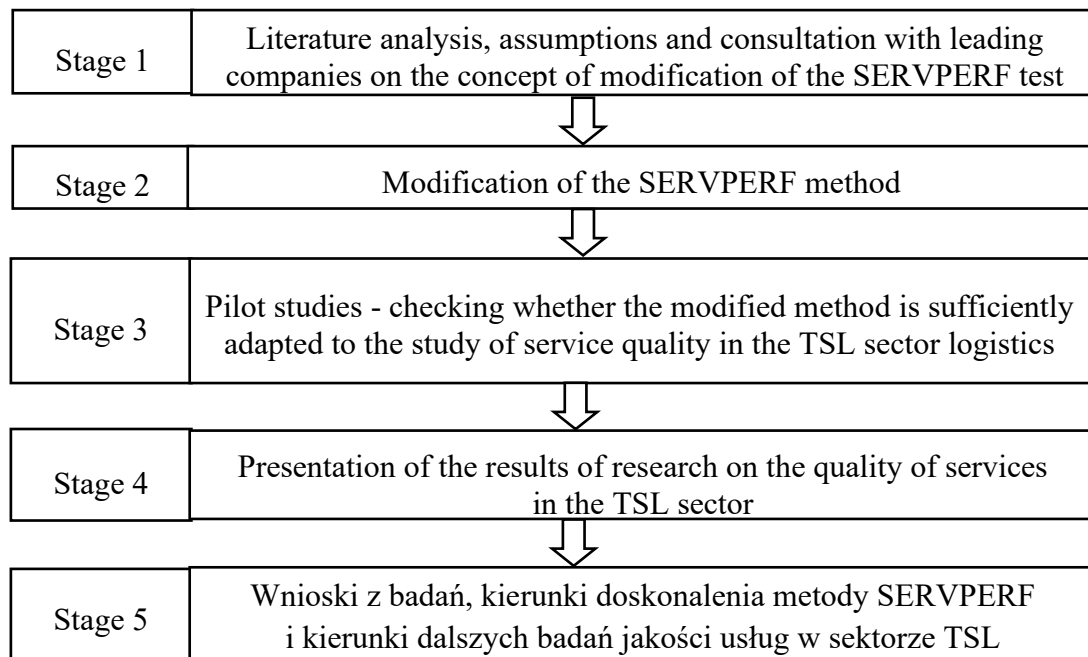 Stage 1
Literature analysis, assumptions and consultation with leading
companies on the concept of modification of the SERVPERF test
Stage 2
Modification of the SERVPERF method
Stage 3
Pilot studies - checking whether the modified method is sufficiently
adapted to the study of service quality in the TSL sector logistics
Stage 4
Presentation of the results of research on the quality of services
in the TSL sector
Stage 5
Wnioski z badań, kierunki doskonalenia metody SERVPERF
i kierunki dalszych badań jakości usług w sektorze TSL